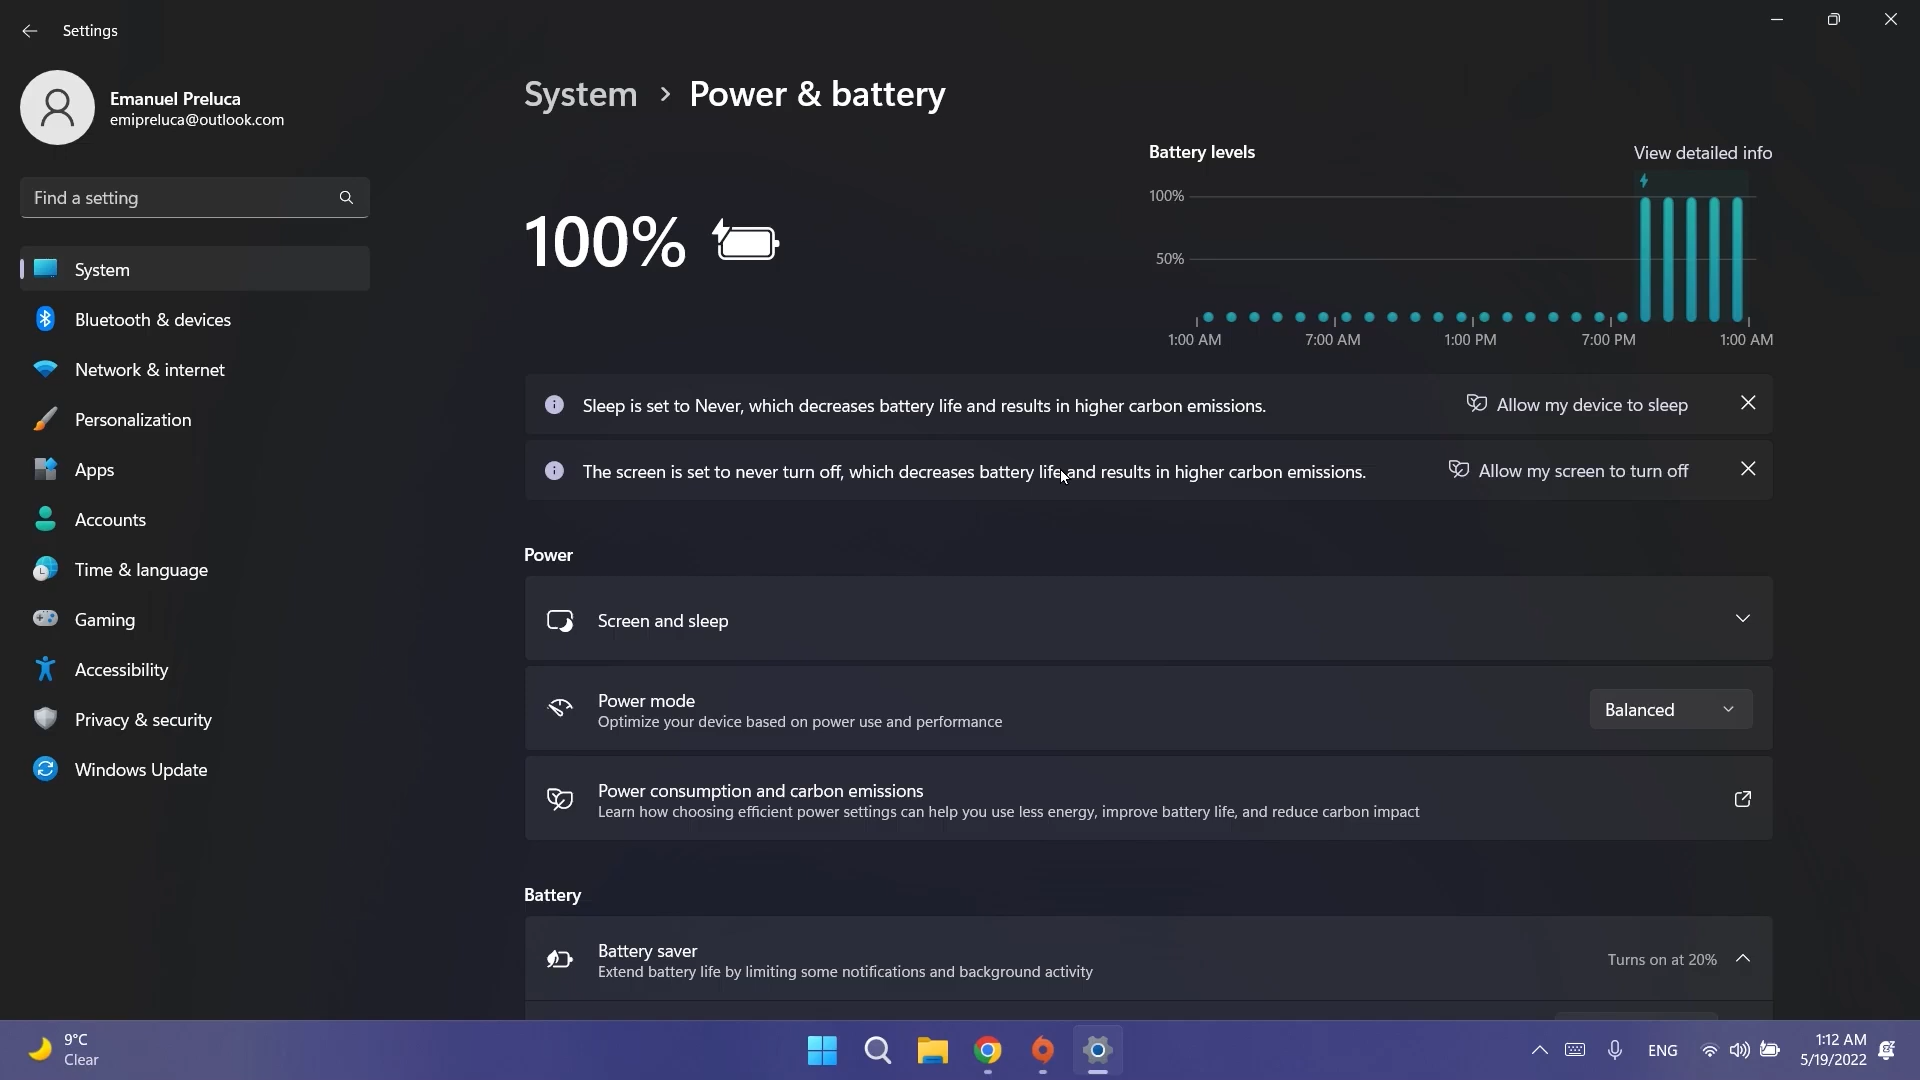 Settings
Emanuel Preluca
emipreluca@outlook.com
Find a setting
System
Bluetooth & devices
Network & internet
Personalization
Apps
Accounts
Time & language
Gaming
Accessibility
Privacy & security
Windows Update
System > Power & battery
100%
Battery levels
View detailed info
100%
50%
1:00 AM 7:00 AM 1:00 PM 7:00 PM 1:00 AM
Sleep is set to Never, which decreases battery life and results in higher carbon emissions.
Allow my device to sleep
The screen is set to never turn off, which decreases battery life and results in higher carbon emissions.
Allow my screen to turn off
Power
Screen and sleep
Power mode
Optimize your device based on power use and performance
Balanced
Power consumption and carbon emissions
Learn how choosing efficient power settings can help you use less energy, improve battery life, and reduce carbon impact
Battery
Battery saver
Extend battery life by limiting some notifications and background activity
Turns on at 20%
9°C
Clear
ENG
1:12 AM
5/19/2022